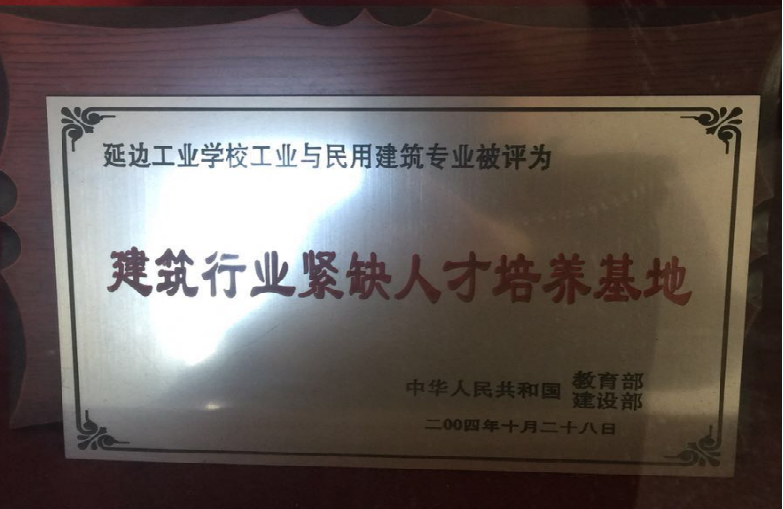 延边工业学校工业与民用建筑专业被评为
建筑行业紧缺人才培养基地
中华人民共和国 教育部
建设部
二00四年十月二十八日